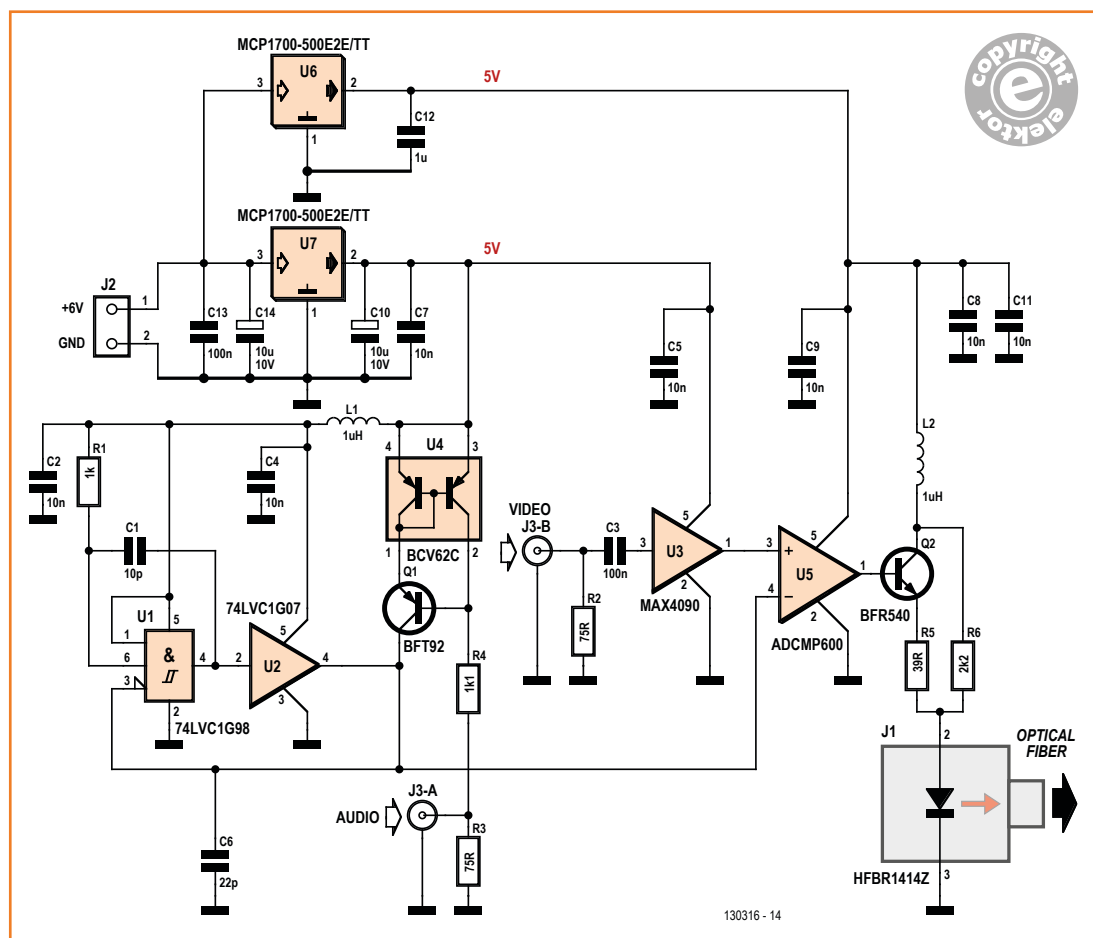 MCP1700-500E2E/TT
U6
3
2
1
5V
C12
1u
copyright
e
elektor
MCP1700-500E2E/TT
U7
3
2
1
5V
J2
+6V
1
GND
2
C13
100n
C14
10u
10V
C10
10u
10V
C7
10n
C5
10n
C9
10n
C8
10n
C11
10n
L1
1uH
L2
1uH
C2
10n
R1
1k
C1
10p
C4
10n
U4
4
3
1
2
BCV62C
Q1
BFT92
U1
1
6
3
5
4
2
&
74LVC1G98
74LVC1G07
U2
2
5
4
3
VIDEO
J3-B
C3
100n
R2
75R
U3
3
5
1
2
MAX4090
U5
3
+
4
–
5
1
2
ADCMP600
Q2
BFR540
R5
39R
R6
2k2
R4
1k1
J3-A
AUDIO
R3
75R
C6
22p
J1
2
3
OPTICAL
FIBER
HFBR1414Z
130316 - 14